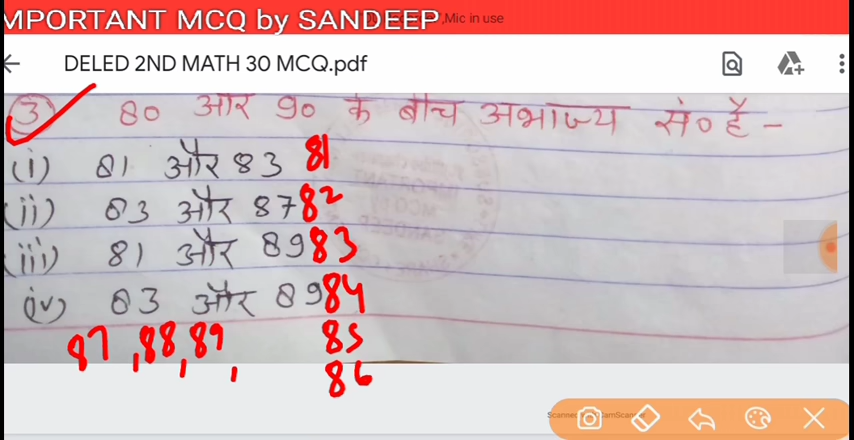 MPORTANT MCQ by SANDEEP
,Mic in use
DELED 2ND MATH 30 MCQ.pdf
3 80 और 90 के बीच अभाज्य सं० है -
(i) 81 और 83 81
(ii) 83 और 87 82
(iii) 81 और 89 83
(iv) 83 और 89 84
87 , 88 , 89 , 85
86